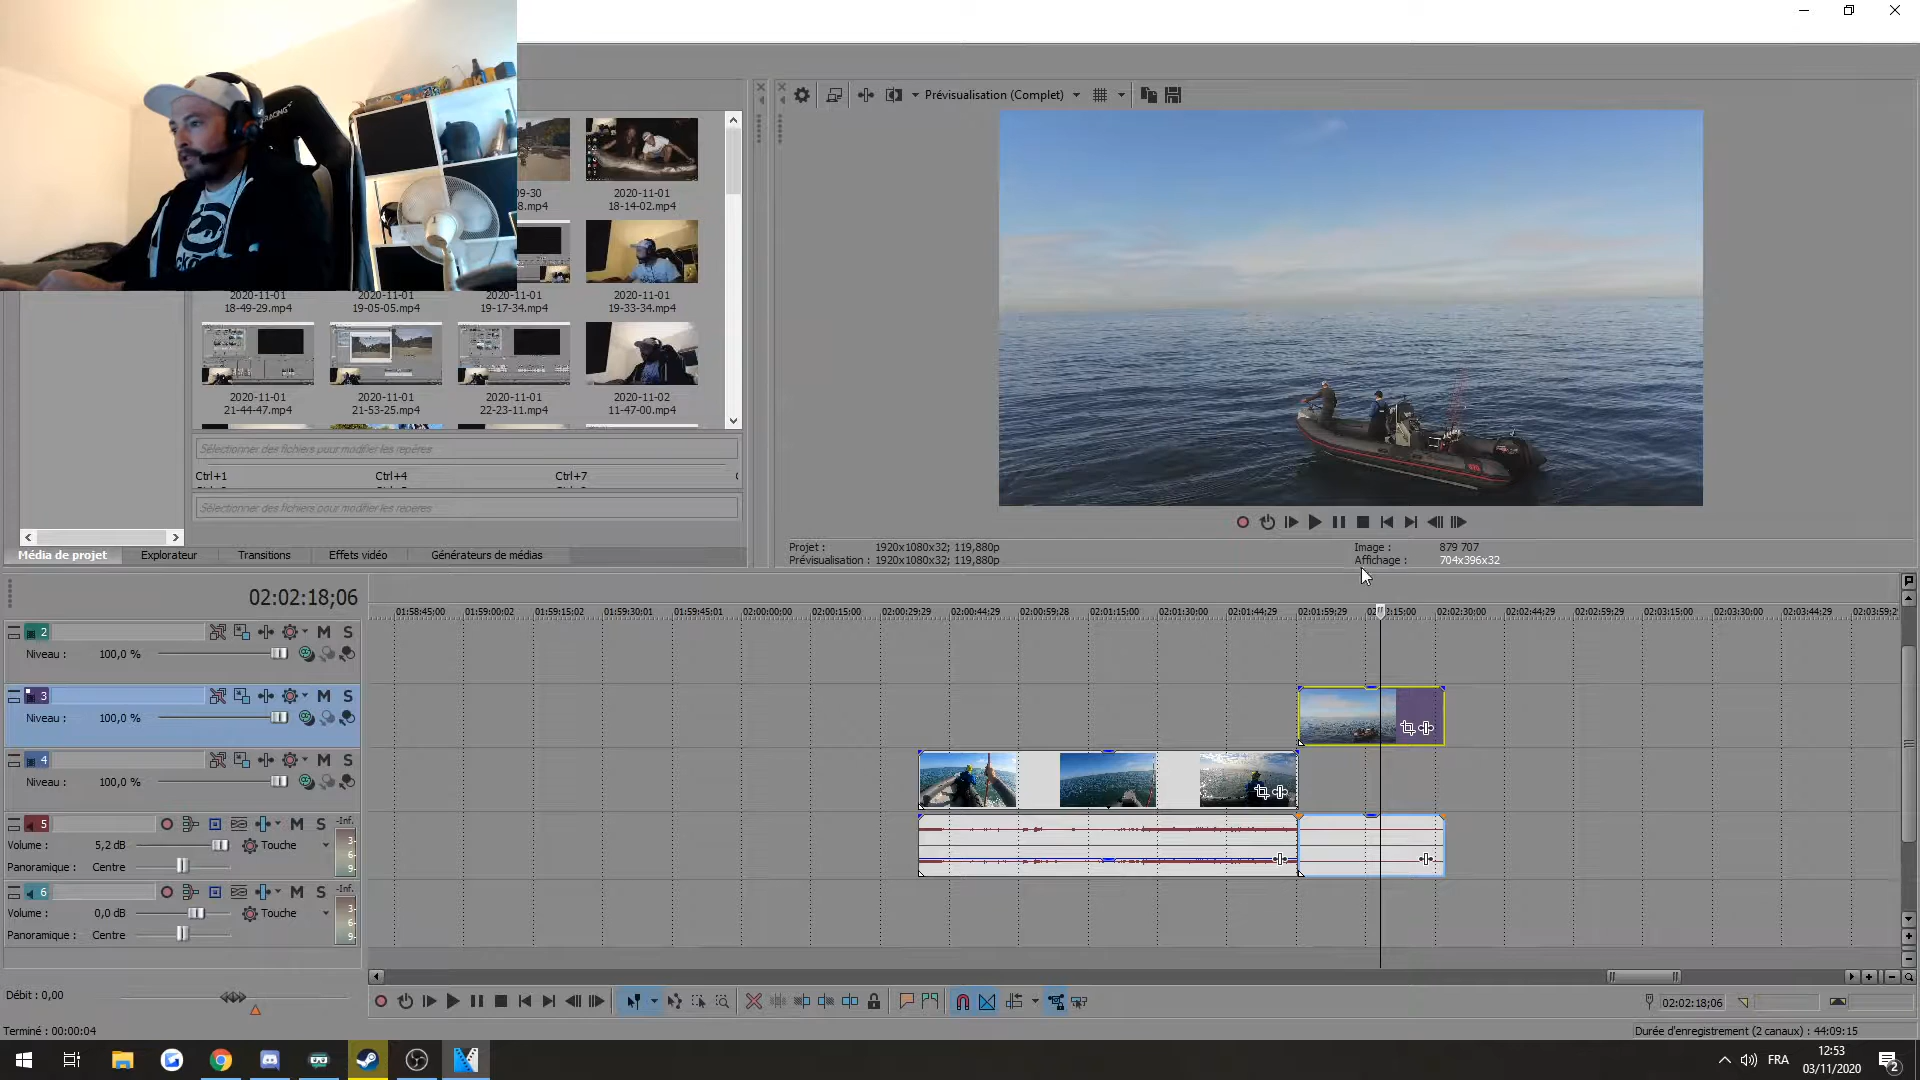 RACING
Prévisualisation (Complet)
09-30
8.mp4
2020-11-01
18-14-02.mp4
2020-11-01
18-49-29.mp4
2020-11-01
19-05-05.mp4
2020-11-01
19-17-34.mp4
2020-11-01
19-33-34.mp4
2020-11-01
21-44-47.mp4
2020-11-01
21-53-25.mp4
2020-11-01
22-23-11.mp4
2020-11-02
11-47-00.mp4
Sélectionner des fichiers pour modifier les repères
Ctrl+1 Ctrl+4 Ctrl+7
Sélectionner des fichiers pour modifier les repères
Média de projet Explorateur Transitions Effets vidéo Générateurs de médias
Projet : 1920x1080x32; 119,880p
Prévisualisation : 1920x1080x32; 119,880p
Image : 879 707
Affichage : 704x396x32
02:02:18;06
01:58:45;00 01:59:00;02 01:59:15;02 01:59:30;01 01:59:45;01 02:00:00;00 02:00:15;00 02:00:29;29 02:00:44;29 02:00:59;28 02:01:15;00 02:01:30;00 02:01:44;29 02:01:59;29 02:02:30;00 02:02:44;29 02:02:59;29 02:03:15;00 02:03:30;00 02:03:44;29
2 M S
Niveau : 100,0 %
3 M S
Niveau : 100,0 %
4 M S
Niveau : 100,0 %
5 M S -Inf.
Volume : 5,2 dB Touche
Panoramique : Centre
3-
6-
9-
6 M S -Inf.
Volume : 0,0 dB Touche
Panoramique : Centre
3-
6-
9-
Débit : 0,00
02:02:18;06
Terminé : 00:00:04
Durée d'enregistrement (2 canaux) : 44:09:15
FRA
12:53
03/11/2020
2